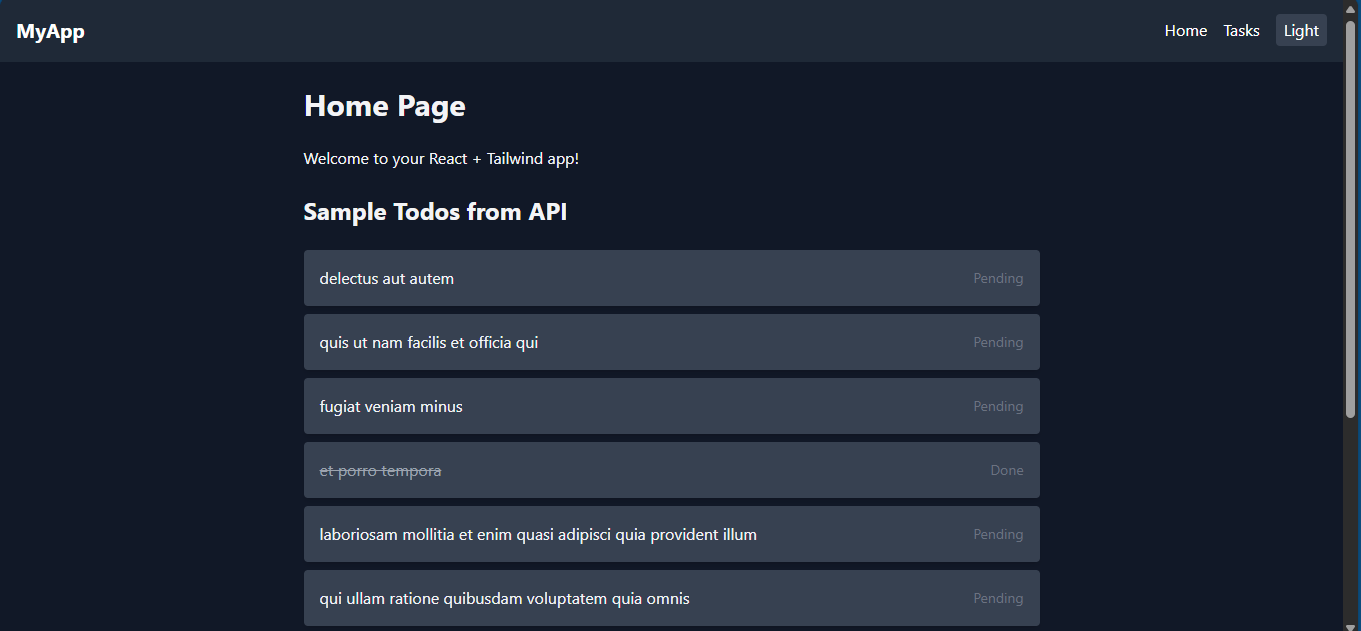 MyApp
Home Tasks Light
Home Page
Welcome to your React + Tailwind app!
Sample Todos from API
delectus aut autem Pending
quis ut nam facilis et officia qui Pending
fugiat veniam minus Pending
et porro tempora Done
laboriosam mollitia et enim quasi adipisci quia provident illum Pending
qui ullam ratione quibusdam voluptatem quia omnis Pending